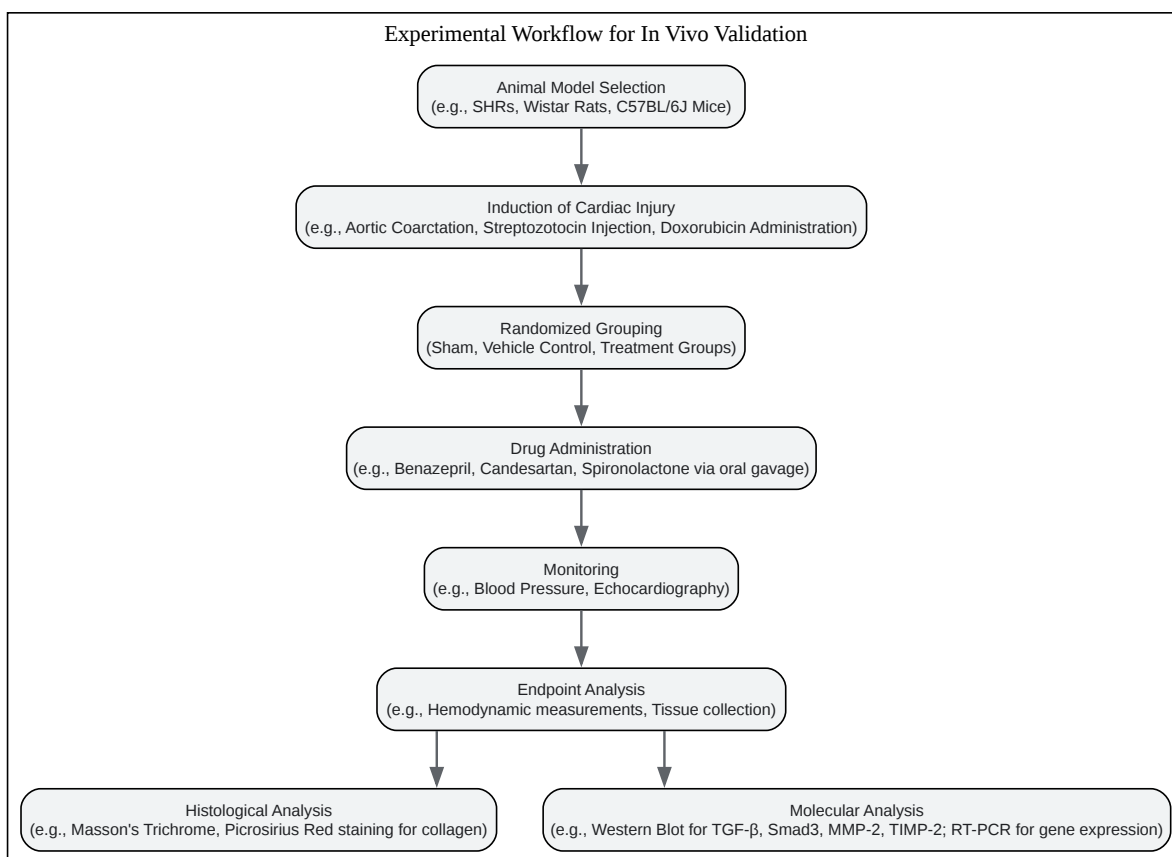 Experimental Workflow for In Vivo Validation
Animal Model Selection
(e.g., SHRs, Wistar Rats, C57BL/6J Mice)
Induction of Cardiac Injury
(e.g., Aortic Coarctation, Streptozotocin Injection, Doxorubicin Administration)
Randomized Grouping
(Sham, Vehicle Control, Treatment Groups)
Drug Administration
(e.g., Benazepril, Candesartan, Spironolactone via oral gavage)
Monitoring
(e.g., Blood Pressure, Echocardiography)
Endpoint Analysis
(e.g., Hemodynamic measurements, Tissue collection)
Histological Analysis
(e.g., Masson's Trichrome, Picrosirius Red staining for collagen)
Molecular Analysis
(e.g., Western Blot for TGF-β, Smad3, MMP-2, TIMP-2; RT-PCR for gene expression)